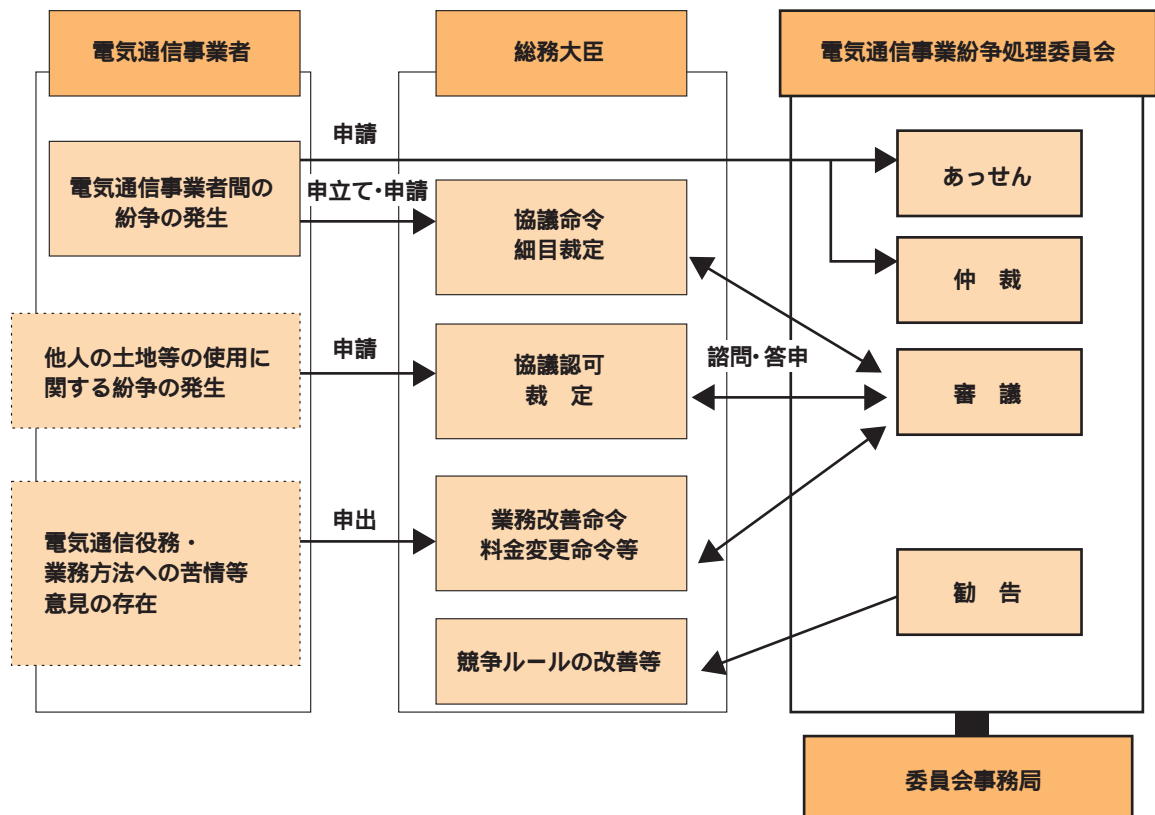 電気通信事業者
総務大臣
電気通信事業紛争処理委員会
電気通信事業者間の
紛争の発生
申請
申立て・申請
協議命令
細目裁定
あっせん
仲 裁
他人の土地等の使用に
関する紛争の発生
申請
協議認可
裁 定
諮問・答申
審 議
電気通信役務・
業務方法への苦情等
意見の存在
申出
業務改善命令
料金変更命令等
競争ルールの改善等
勧 告
委員会事務局